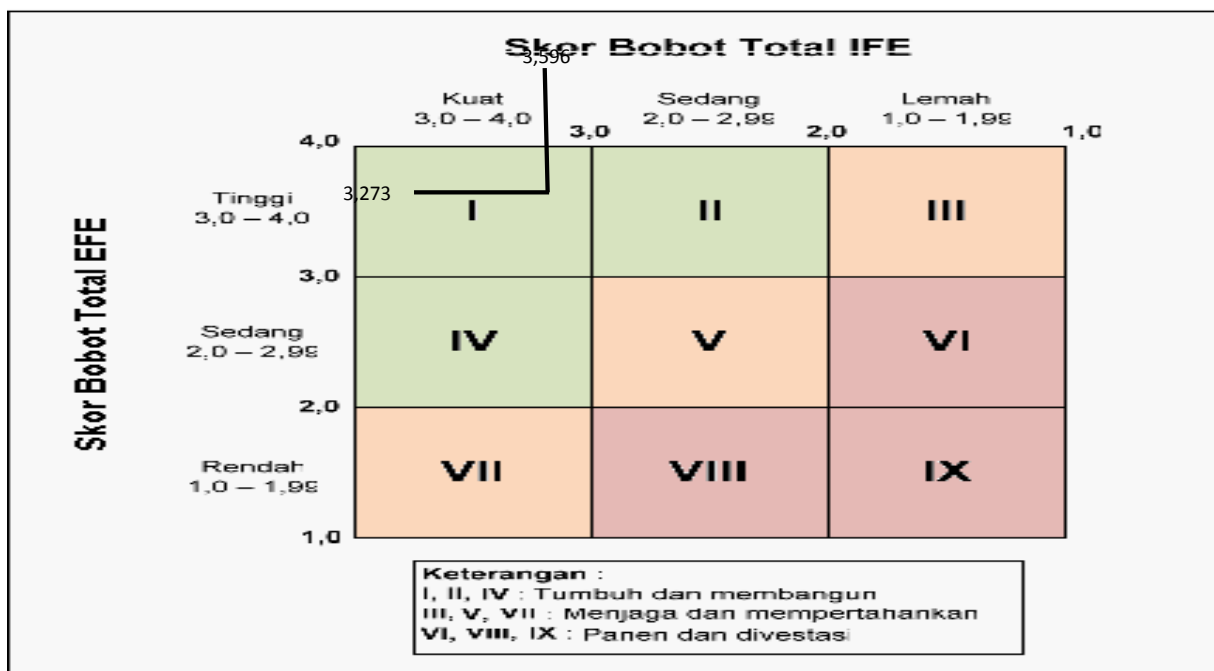 Skor Bobot Total IFE
3,596
Kuat Sedang Lemah
3,0 – 4,0 2,0 – 2,99 1,0 – 1,99
4,0 3,0 2,0 1,0
Tinggi
3,0 – 4,0
3,273
I II III
3,0
Skor Bobot Total EFE
Sedang
2,0 – 2,99
IV V VI
2,0
Rendah
1,0 – 1,99
VII VIII IX
1,0
Keterangan :
I, II, IV : Tumbuh dan membangun
III, V, VII : Menjaga dan mempertahankan
VI, VIII, IX : Panen dan divestasi